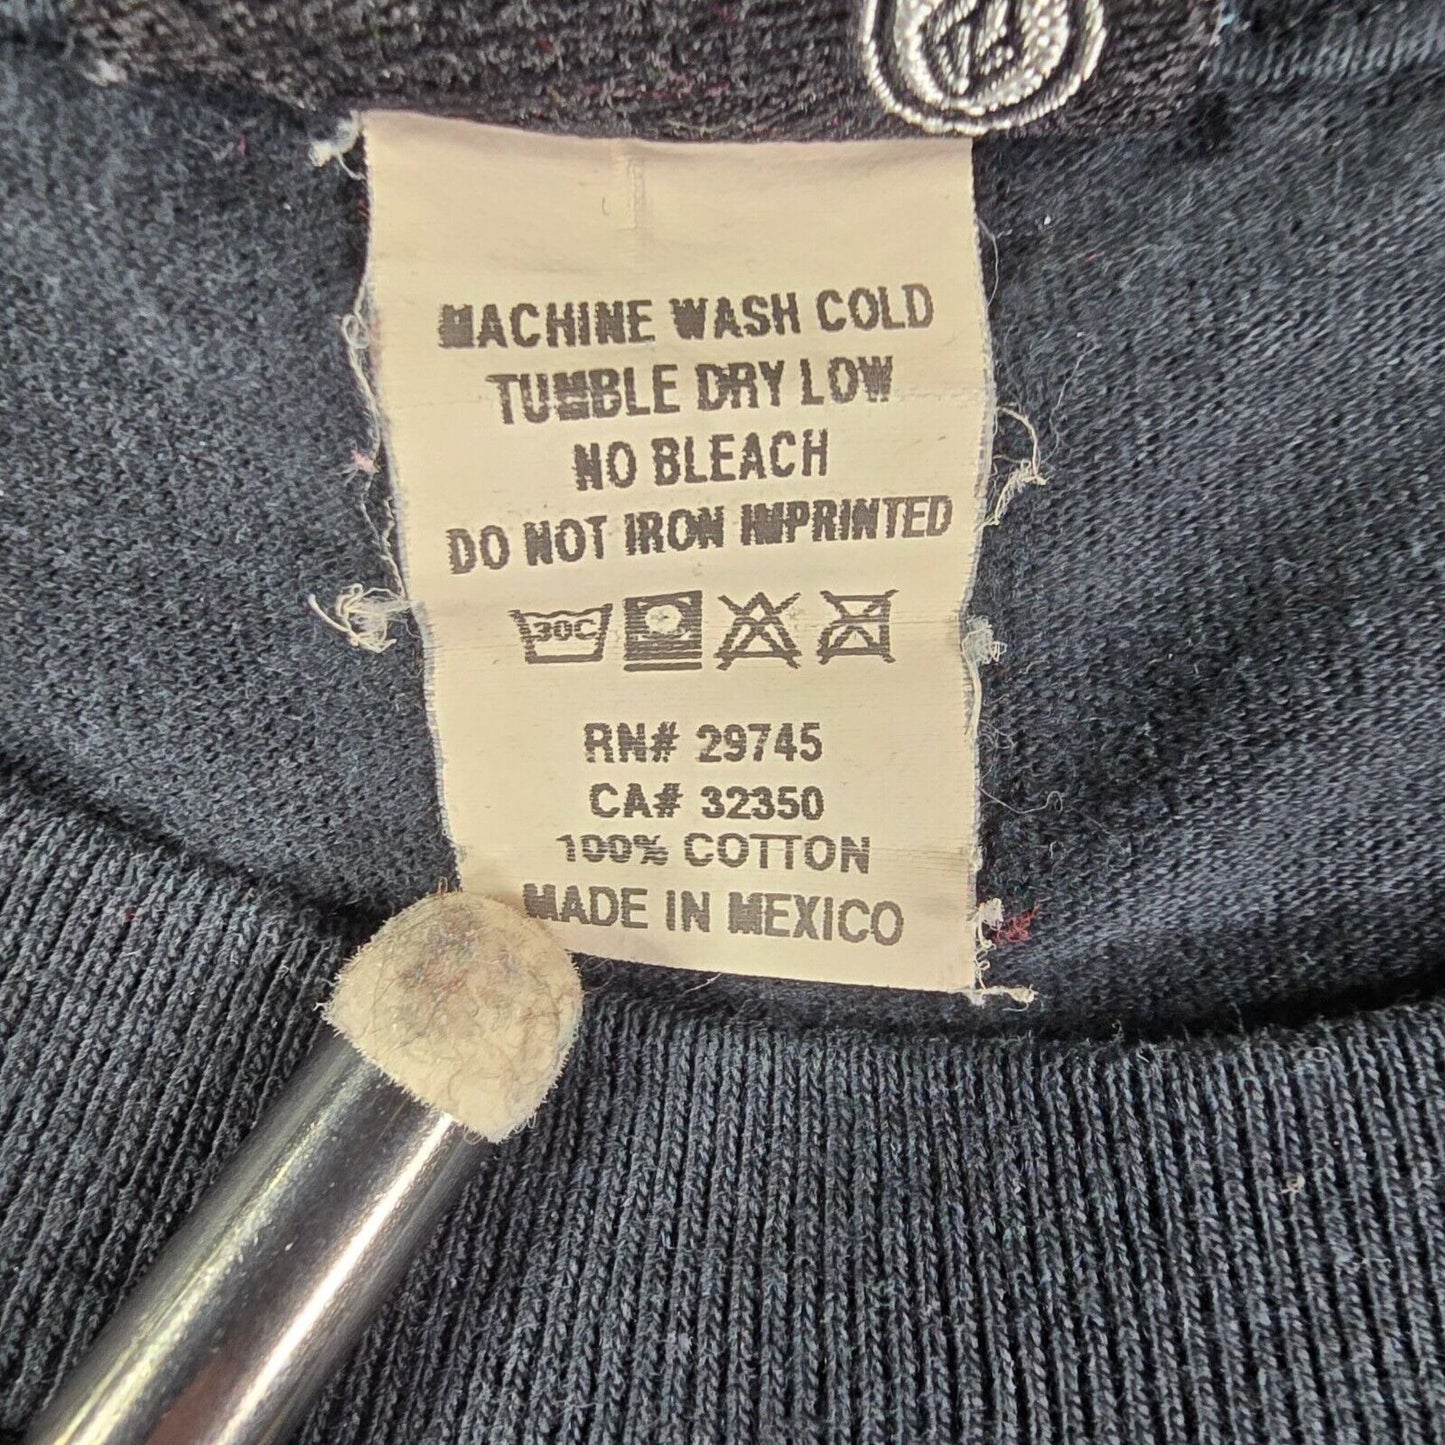 MACHINE WASH COLD
TUMBLE DRY LOW
NO BLEACH
DO NOT IRON IMPRINTED
30C
RN# 29745
CA# 32350
100% COTTON
MADE IN MEXICO